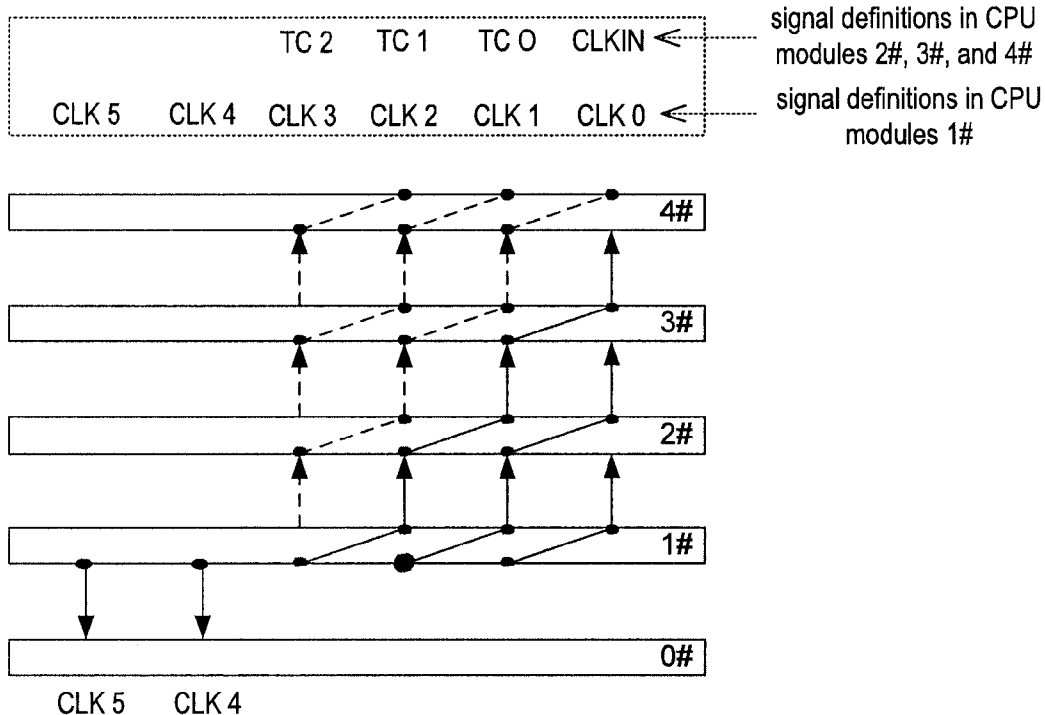 signal definitions in CPU
modules 2#, 3#, and 4#
TC 2 TC 1 TC O CLKIN
signal definitions in CPU
modules 1#
CLK 5 CLK 4 CLK 3 CLK 2 CLK 1 CLK 0
4#
3#
2#
1#
0#
CLK 5 CLK 4